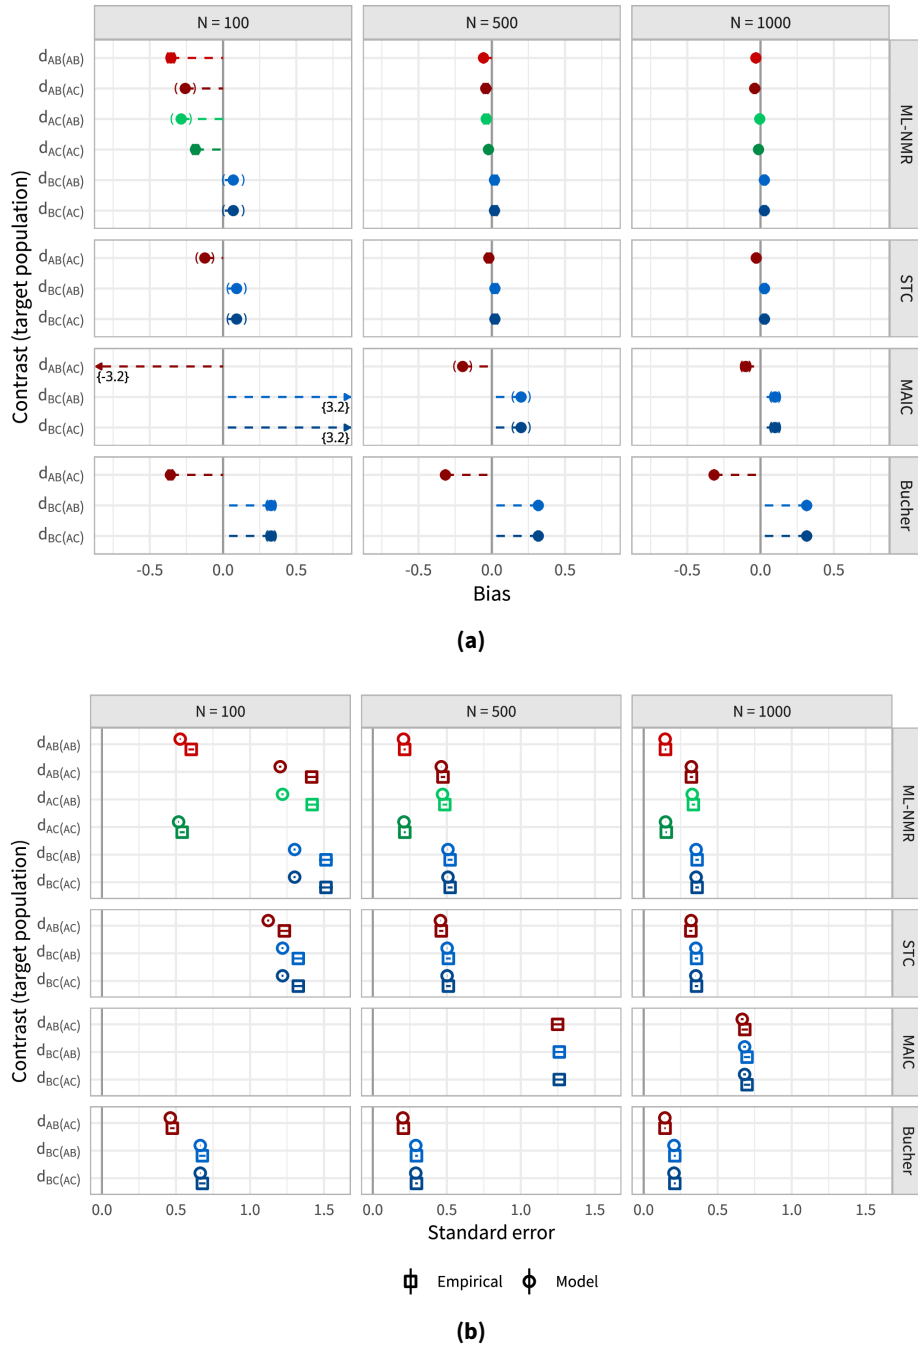 N = 100 N = 500 N = 1000
Contrast (target population)
dAB(AB)
dAB(AC)
dAC(AB)
dAC(AC)
dBC(AB)
dBC(AC)
ML-NMR
dAB(AC)
dBC(AB)
dBC(AC)
STC
dAB(AC)
{-3.2}
dBC(AB)
{3.2}
dBC(AC)
{3.2}
MAIC
dAB(AC)
dBC(AB)
dBC(AC)
Bucher
-0.5 0.0 0.5 -0.5 0.0 0.5 -0.5 0.0 0.5
Bias
(a)
N = 100 N = 500 N = 1000
Contrast (target population)
dAB(AB)
dAB(AC)
dAC(AB)
dAC(AC)
dBC(AB)
dBC(AC)
ML-NMR
dAB(AC)
dBC(AB)
dBC(AC)
STC
dAB(AC)
dBC(AB)
dBC(AC)
MAIC
dAB(AC)
dBC(AB)
dBC(AC)
Bucher
0.0 0.5 1.0 1.5 0.0 0.5 1.0 1.5 0.0 0.5 1.0 1.5
Standard error
Empirical Model
(b)